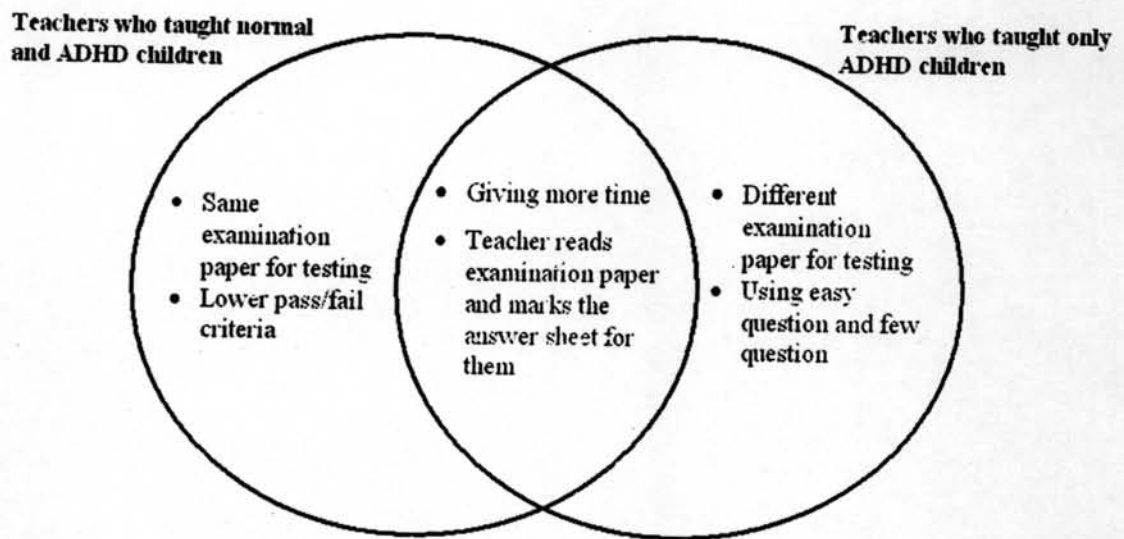 Teachers who taught normal
and ADHD children
Teachers who taught only
ADHD children
• Same
examination
paper for testing
• Lower pass/fail
criteria
• Giving more time
• Teacher reads
examination paper
and marks the
answer sheet for
them
• Different
examination
paper for testing
• Using easy
question and few
question